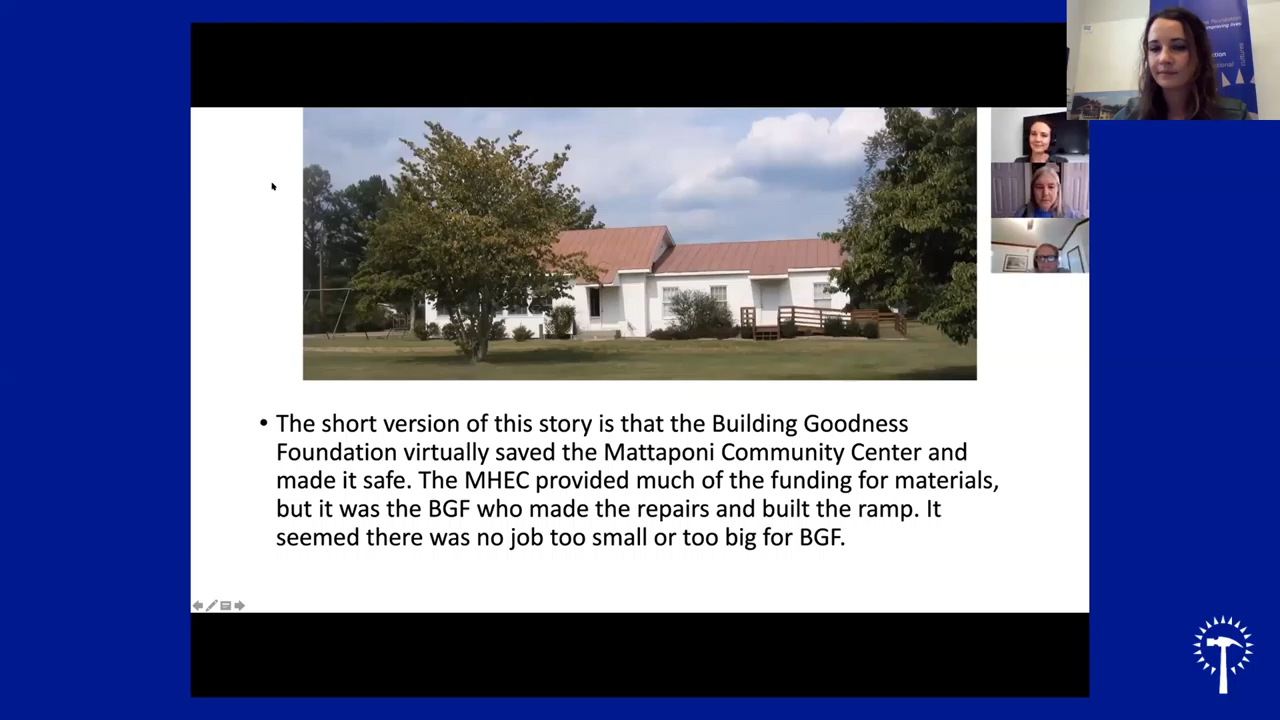 Foundation
improving lives
• The short version of this story is that the Building Goodness
Foundation virtually saved the Mattaponi Community Center and
made it safe. The MHEC provided much of the funding for materials,
but it was the BGF who made the repairs and built the ramp. It
seemed there was no job too small or too big for BGF.